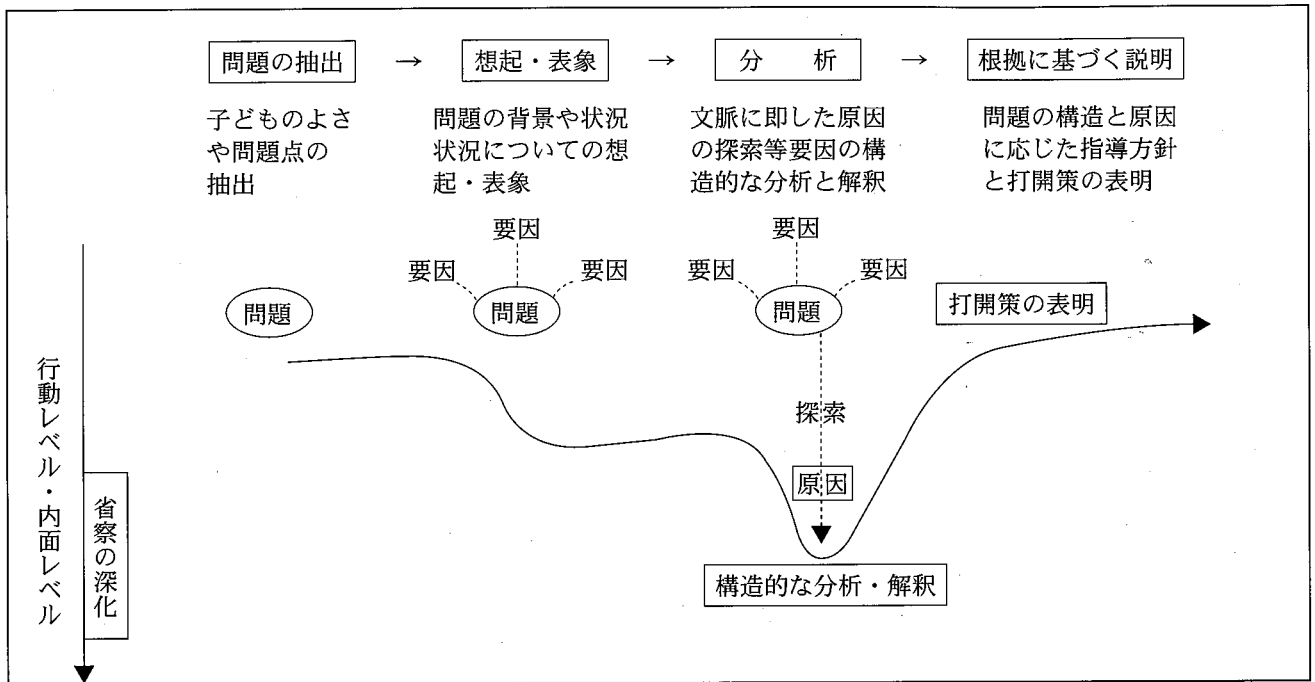 問題の抽出 → 想起・表象 → 分 析 → 根拠に基づく説明
子どものよさ
や問題点の
抽出
問題の背景や状況
状況についての想
起・表象
文脈に即した原因
の探索等要因の構
造的な分析と解釈
問題の構造と原因
に応じた指導方針
と打開策の表明
問題
要因
要因
要因
問題
要因
要因
要因
問題
打開策の表明
探索
原因
構造的な分析・解釈
行動レベル・内面レベル
省察の深化